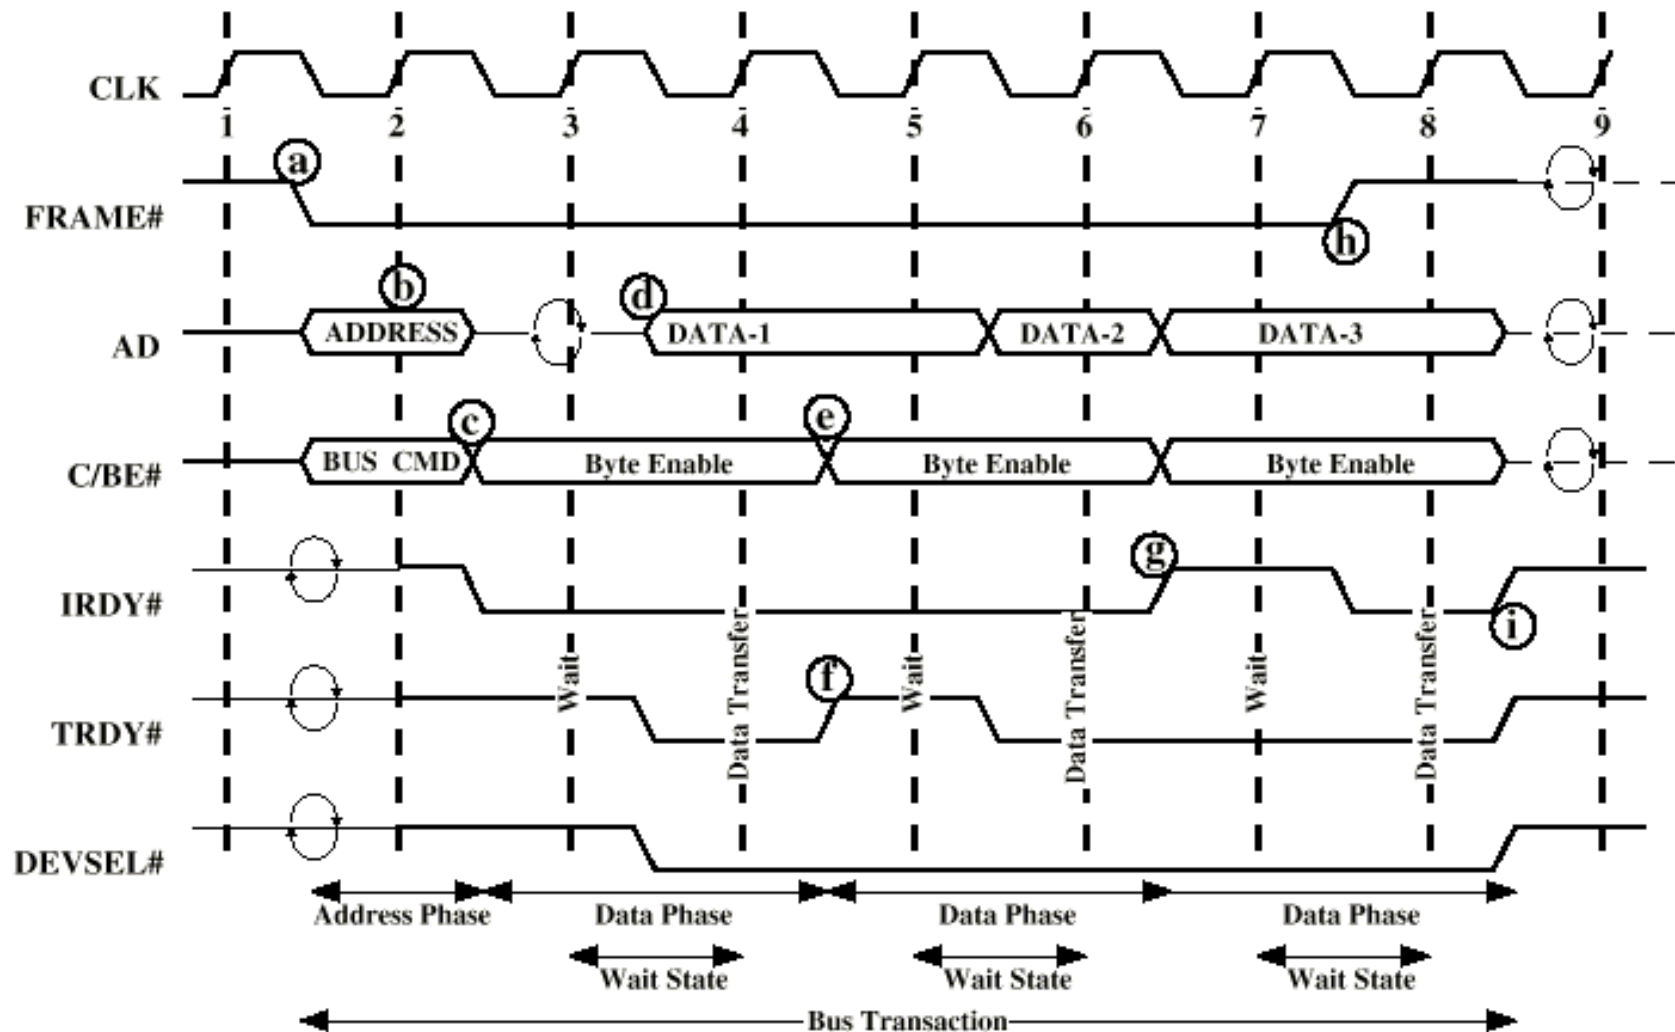 CLK
1 2 3 4 5 6 7 8 9
a
FRAME#
h
b
d
AD
ADDRESS DATA-1 DATA-2 DATA-3
c
e
C/BE#
BUS CMD Byte Enable Byte Enable Byte Enable
g
IRDY#
i
Wait
Data Transfer
Wait
Data Transfer
Wait
Data Transfer
f
TRDY#
DEVSEL#
Address Phase Data Phase Data Phase Data Phase
Wait State Wait State Wait State
Bus Transaction